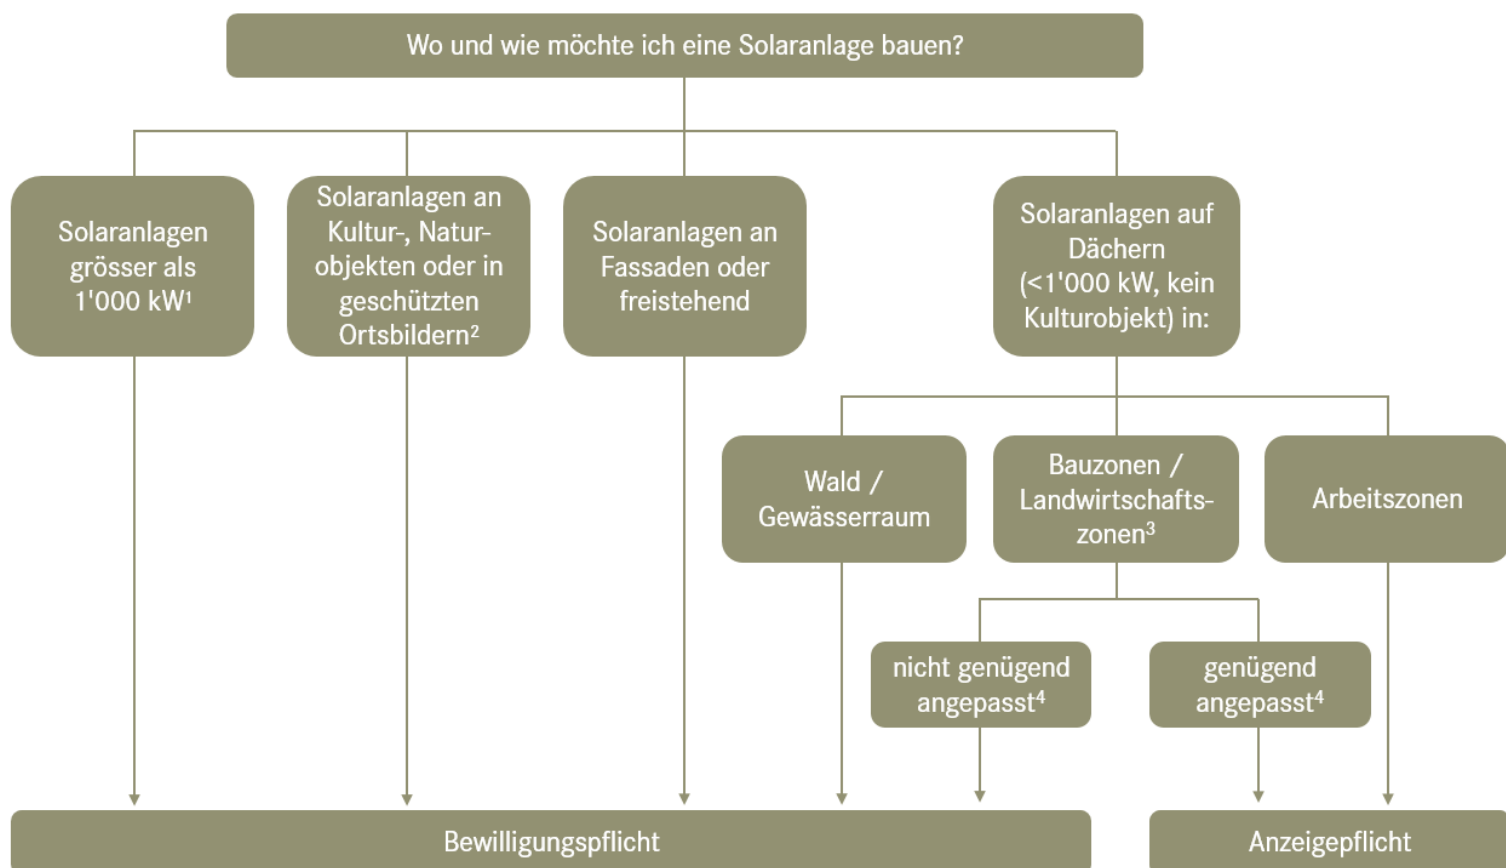 Wo und wie möchte ich eine Solaranlage bauen?
Solaranlagen
grösser als
1'000 kW¹
Solaranlagen an
Kultur-, Natur-
objekten oder in
geschützten
Ortsbildern²
Solaranlagen an
Fassaden oder
freistehend
Solaranlagen auf
Dächern
(<1'000 kW, kein
Kulturobjekt) in:
Wald /
Gewässerraum
Bauzonen /
Landwirtschafts-
zonen³
Arbeitszonen
nicht genügend
angepasst⁴
genügend
angepasst⁴
Bewilligungspflicht
Anzeigepflicht